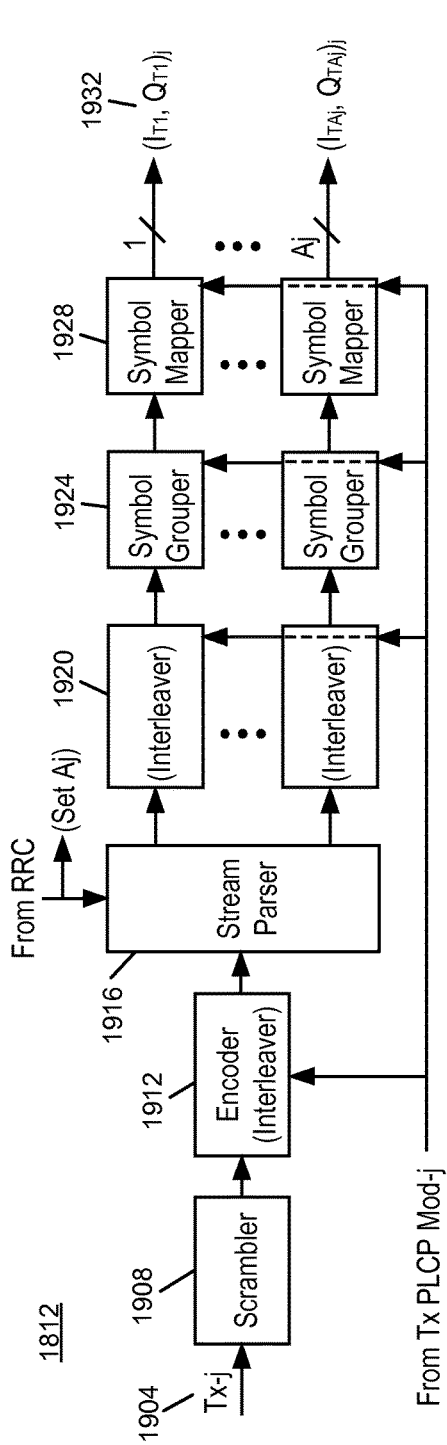 1812
1904
Tx-j
1908
Scrambler
1912
Encoder
(Interleaver)
1916
Stream
Parser
From RRC
(Set Aj)
1920
(Interleaver)
(Interleaver)
1924
Symbol
Grouper
Symbol
Grouper
1928
Symbol
Mapper
Symbol
Mapper
1
Aj
1932
(IT1, QT1)j
(ITAj, QTAj)j
From Tx PLCP Mod-j